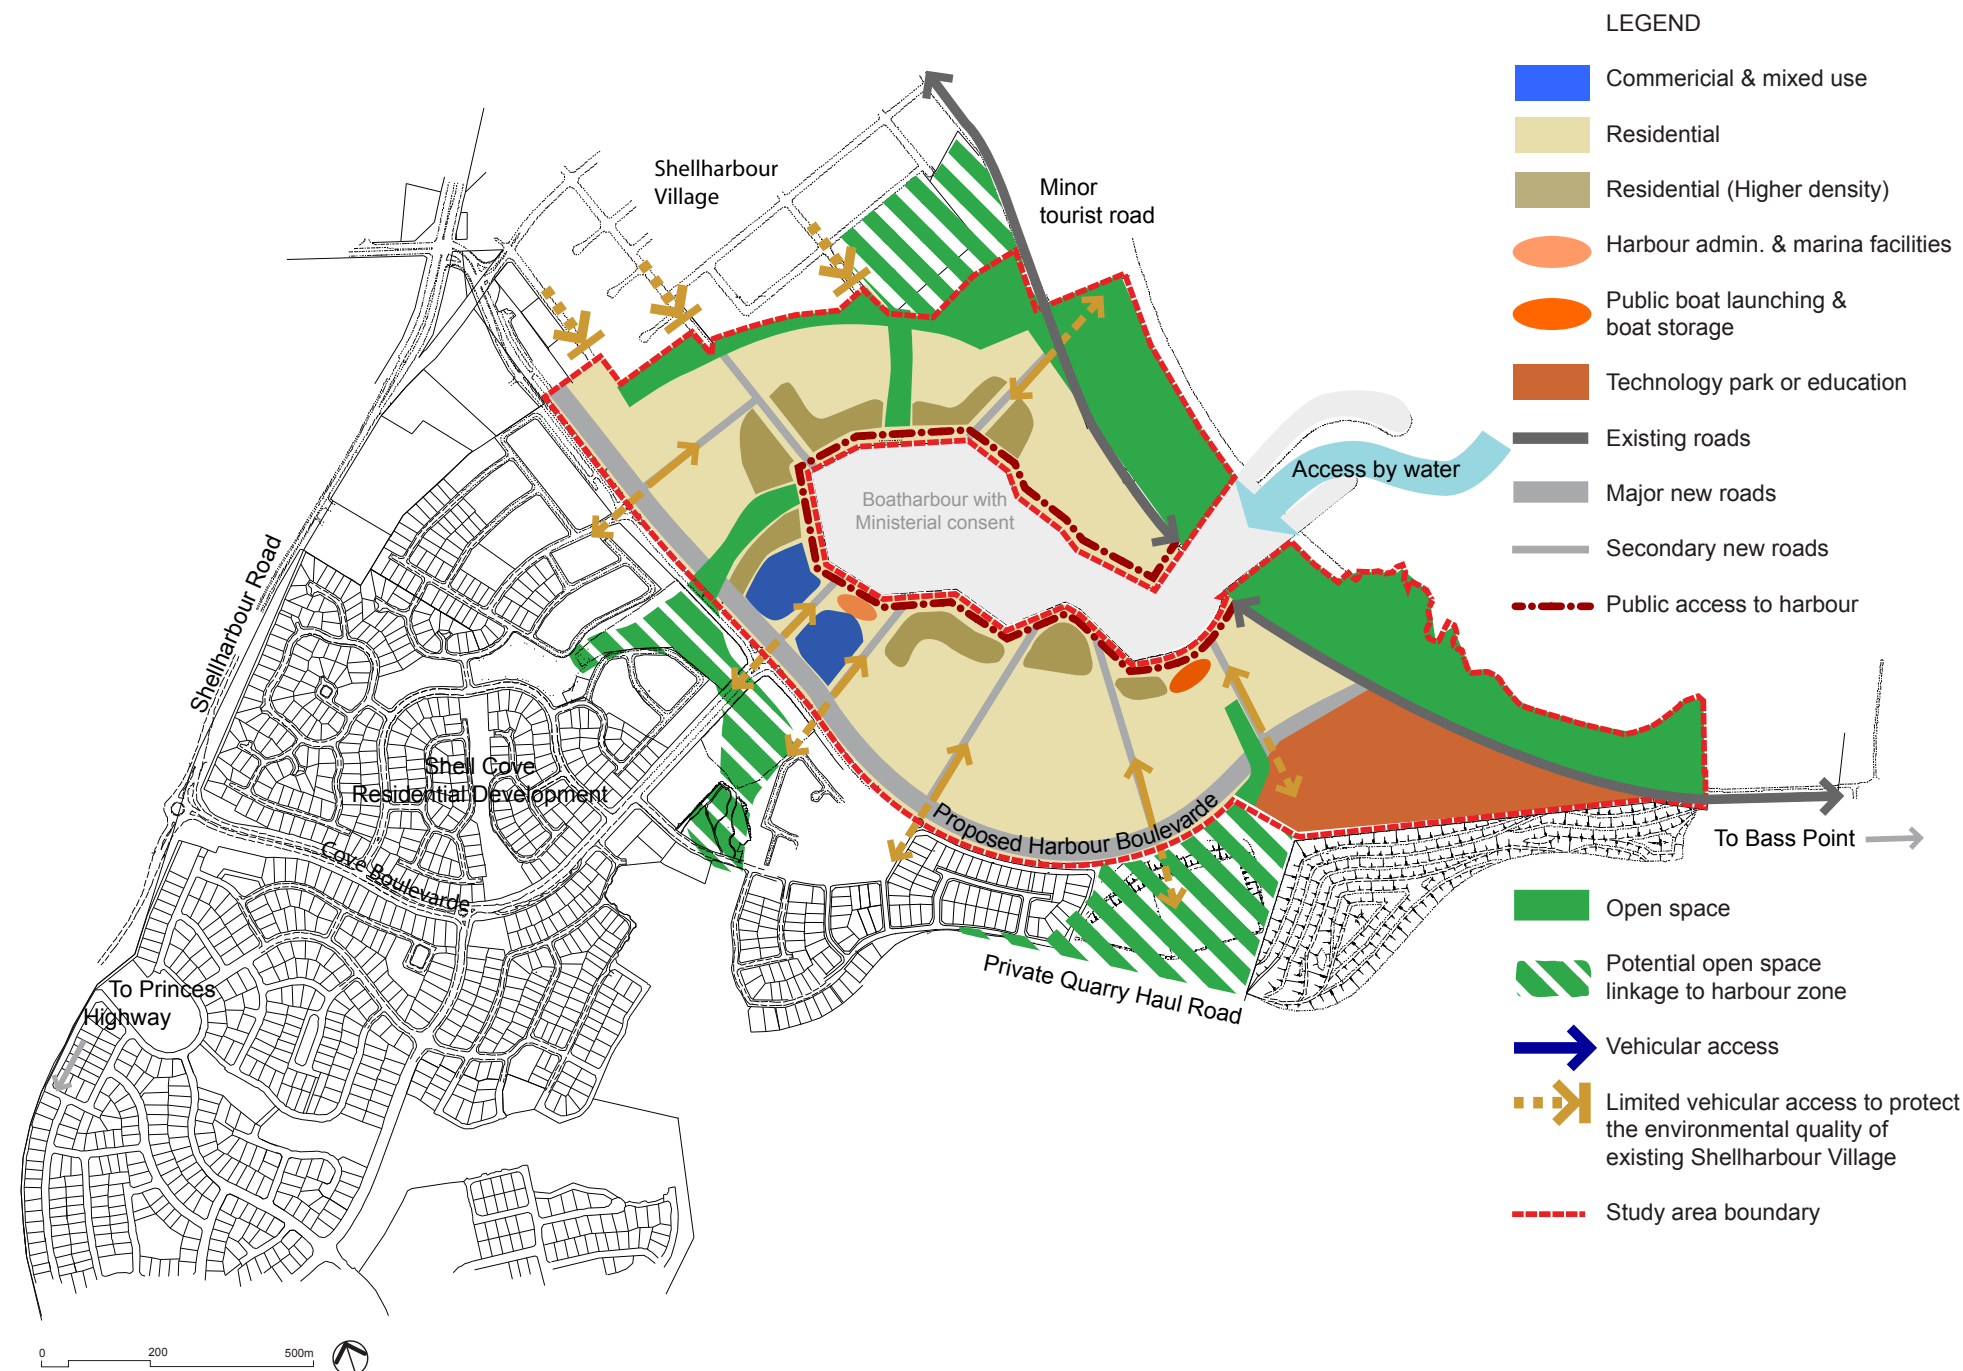 LEGEND
Commericial & mixed use
Residential
Residential (Higher density)
Harbour admin. & marina facilities
Public boat launching &
boat storage
Technology park or education
Existing roads
Major new roads
Secondary new roads
Public access to harbour
Shellharbour
Village
Minor
tourist road
Access by water
Boatharbour with
Ministerial consent
Shellharbour Road
Shell Cove
Residential Development
Cove Boulevarde
Proposed Harbour Boulevarde
Private Quarry Haul Road
To Princes
Highway
To Bass Point
Open space
Potential open space
linkage to harbour zone
Vehicular access
Limited vehicular access to protect
the environmental quality of
existing Shellharbour Village
Study area boundary
0 200 500m